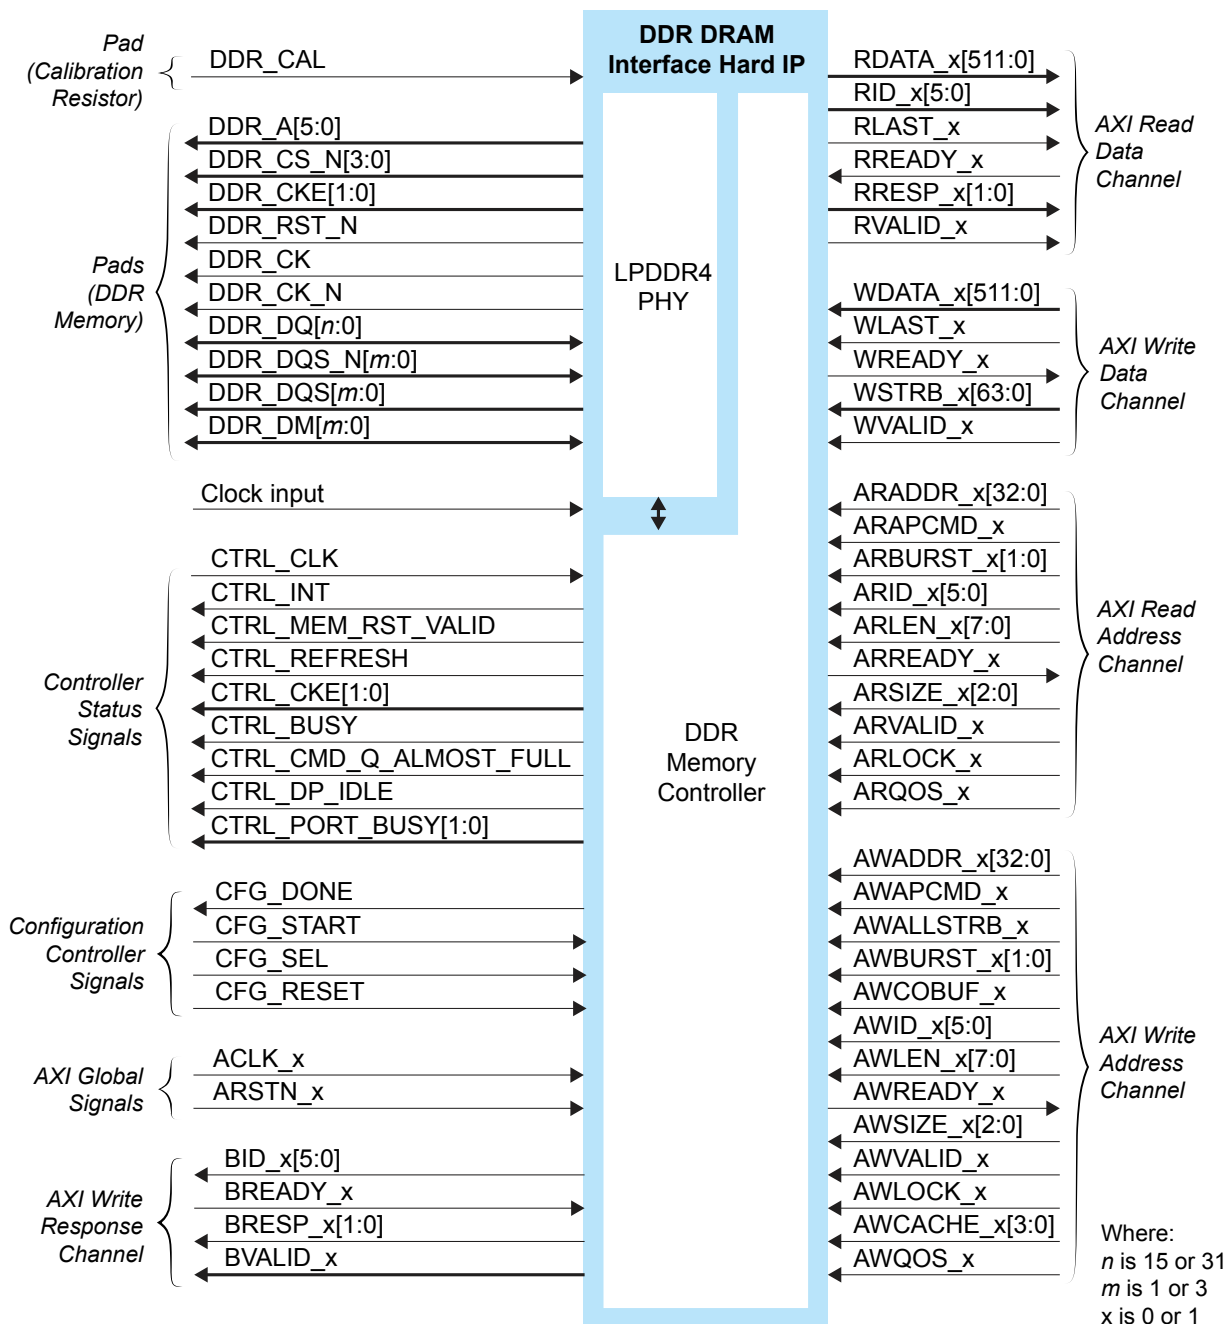 DDR DRAM
Interface Hard IP
Pad
(Calibration
Resistor)
DDR_CAL
Pads
(DDR
Memory)
DDR_A[5:0]
DDR_CS_N[3:0]
DDR_CKE[1:0]
DDR_RST_N
DDR_CK
DDR_CK_N
DDR_DQ[n:0]
DDR_DQS_N[m:0]
DDR_DQS[m:0]
DDR_DM[m:0]
Clock input
Controller
Status
Signals
CTRL_CLK
CTRL_INT
CTRL_MEM_RST_VALID
CTRL_REFRESH
CTRL_CKE[1:0]
CTRL_BUSY
CTRL_CMD_Q_ALMOST_FULL
CTRL_DP_IDLE
CTRL_PORT_BUSY[1:0]
Configuration
Controller
Signals
CFG_DONE
CFG_START
CFG_SEL
CFG_RESET
AXI Global
Signals
ACLK_x
ARSTN_x
AXI Write
Response
Channel
BID_x[5:0]
BREADY_x
BRESP_x[1:0]
BVALID_x
LPDDR4
PHY
DDR
Memory
Controller
RDATA_x[511:0]
RID_x[5:0]
RLAST_x
RREADY_x
RRESP_x[1:0]
RVALID_x
AXI Read
Data
Channel
WDATA_x[511:0]
WLAST_x
WREADY_x
WSTRB_x[63:0]
WVALID_x
AXI Write
Data
Channel
ARADDR_x[32:0]
ARAPCMD_x
ARBURST_x[1:0]
ARID_x[5:0]
ARLEN_x[7:0]
ARREADY_x
ARSIZE_x[2:0]
ARVALID_x
ARLOCK_x
ARQOS_x
AXI Read
Address
Channel
AWADDR_x[32:0]
AWAPCMD_x
AWALLSTRB_x
AWBURST_x[1:0]
AWCOBUF_x
AWID_x[5:0]
AWLEN_x[7:0]
AWREADY_x
AWSIZE_x[2:0]
AWVALID_x
AWLOCK_x
AWCACHE_x[3:0]
AWQOS_x
AXI Write
Address
Channel
Where:
n is 15 or 31
m is 1 or 3
x is 0 or 1